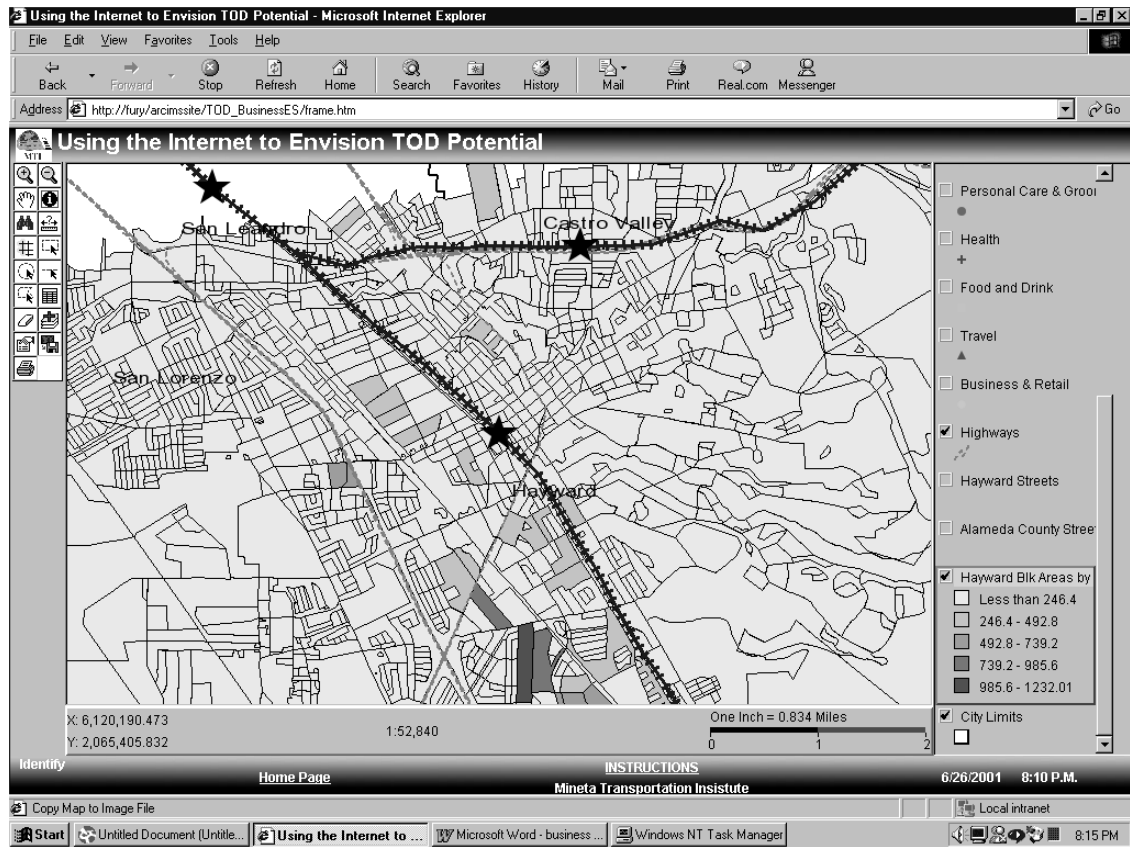 Using the Internet to Envision TOD Potential - Microsoft Internet Explorer
File Edit View Favorites Tools Help
Back Forward Stop Refresh Home Search Favorites History Mail Print Real.com Messenger
Address http://fury/arcimssite/TOD_BusinessES/frame.htm Go
MTI Using the Internet to Envision TOD Potential
San Leandro
Castro Valley
San Lorenzo
Hayward
Personal Care & Groo
Health
Food and Drink
Travel
Business & Retail
Highways
Hayward Streets
Alameda County Stree
Hayward Blk Areas by
Less than 246.4
246.4 - 492.8
492.8 - 739.2
739.2 - 985.6
985.6 - 1232.01
City Limits
X: 6,120,190.473
Y: 2,065,405.832
1:52,840
One Inch = 0.834 Miles
0 1 2
Identify
Home Page
INSTRUCTIONS
Mineta Transportation Insistute
6/26/2001 8:10 P.M.
Copy Map to Image File Local intranet
Start Untitled Document (Untitle... Using the Internet to ... Microsoft Word - business ... Windows NT Task Manager 8:15 PM